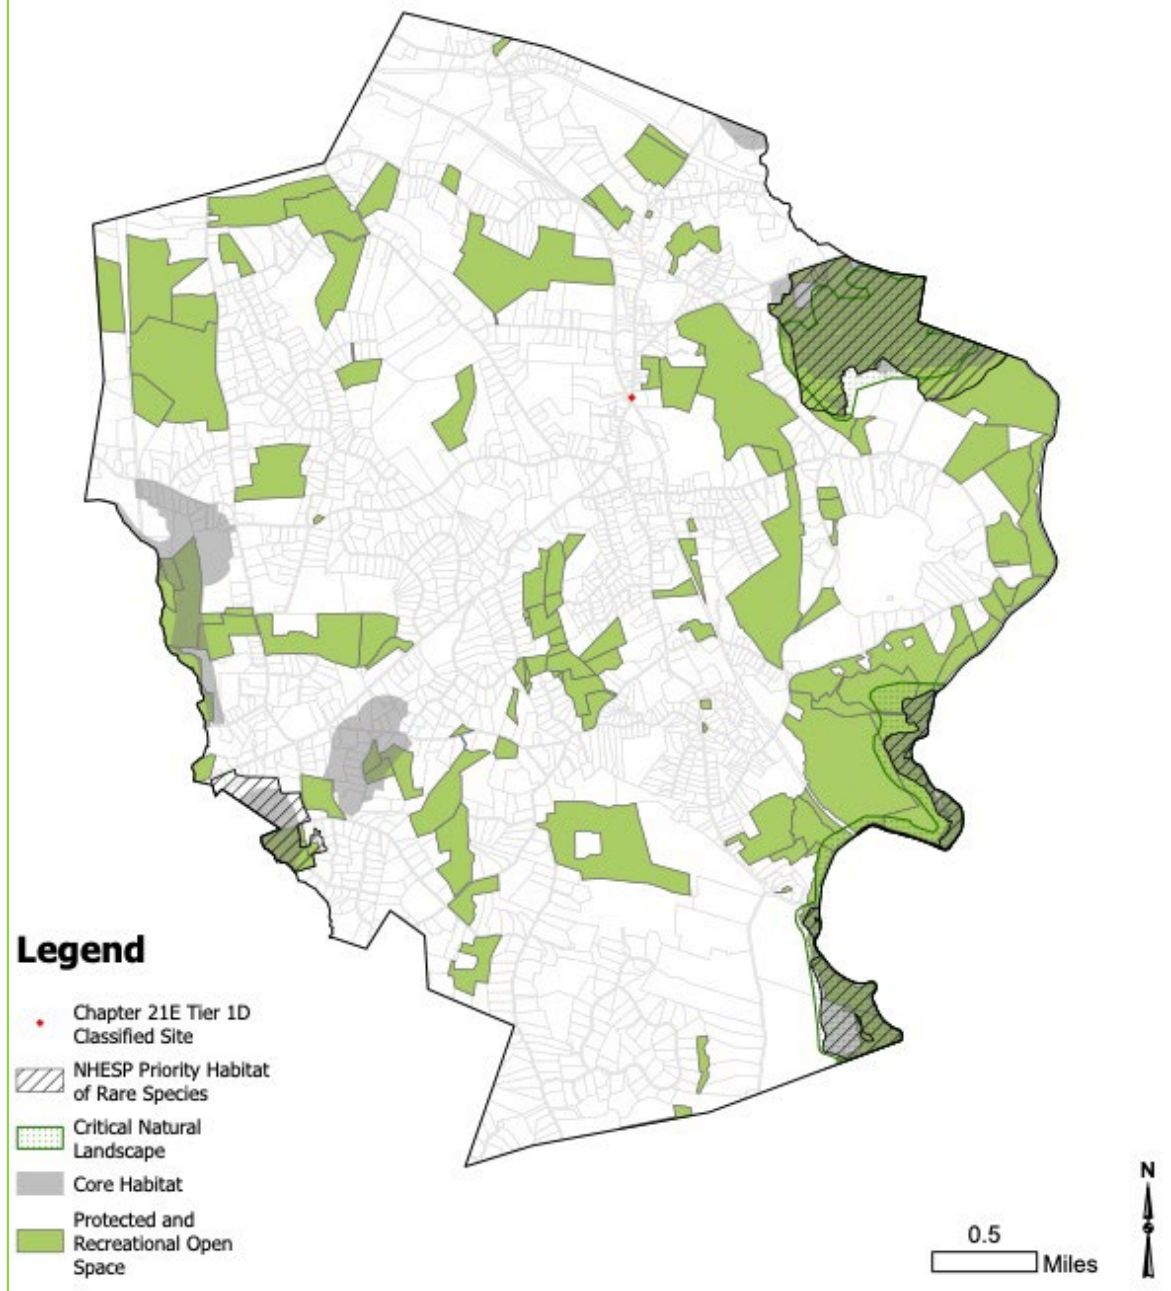 Legend
Chapter 21E Tier 1D
Classified Site
NHESP Priority Habitat
of Rare Species
Critical Natural
Landscape
Core Habitat
Protected and
Recreational Open
Space
N
0.5
Miles